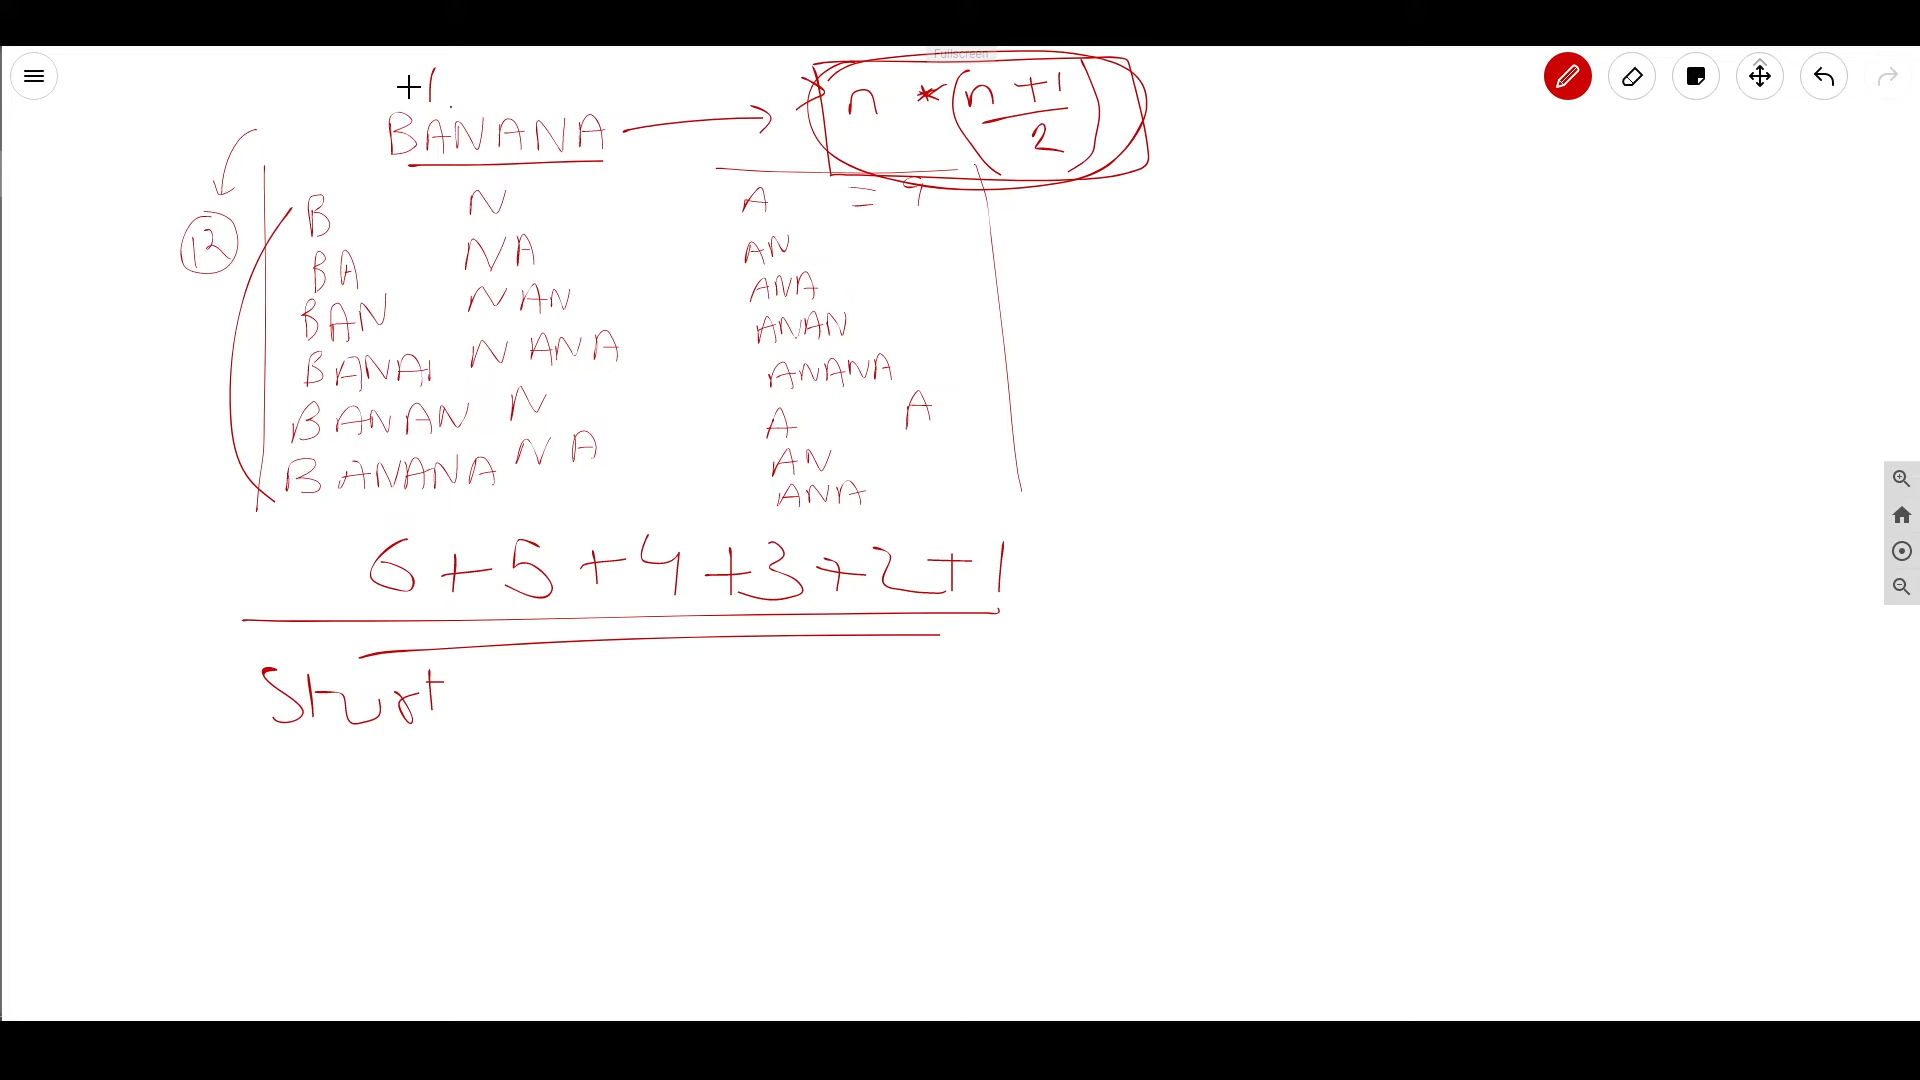 Fullscreen
+1
BANANA → n * (n+1/2)
= 9
12
B N A
BA NA AN
BAN NAN ANA
BANA NANA ANAN
ANANA
BANAN N A A
BANANA NA AN
ANA
6+5+4+3+2+1